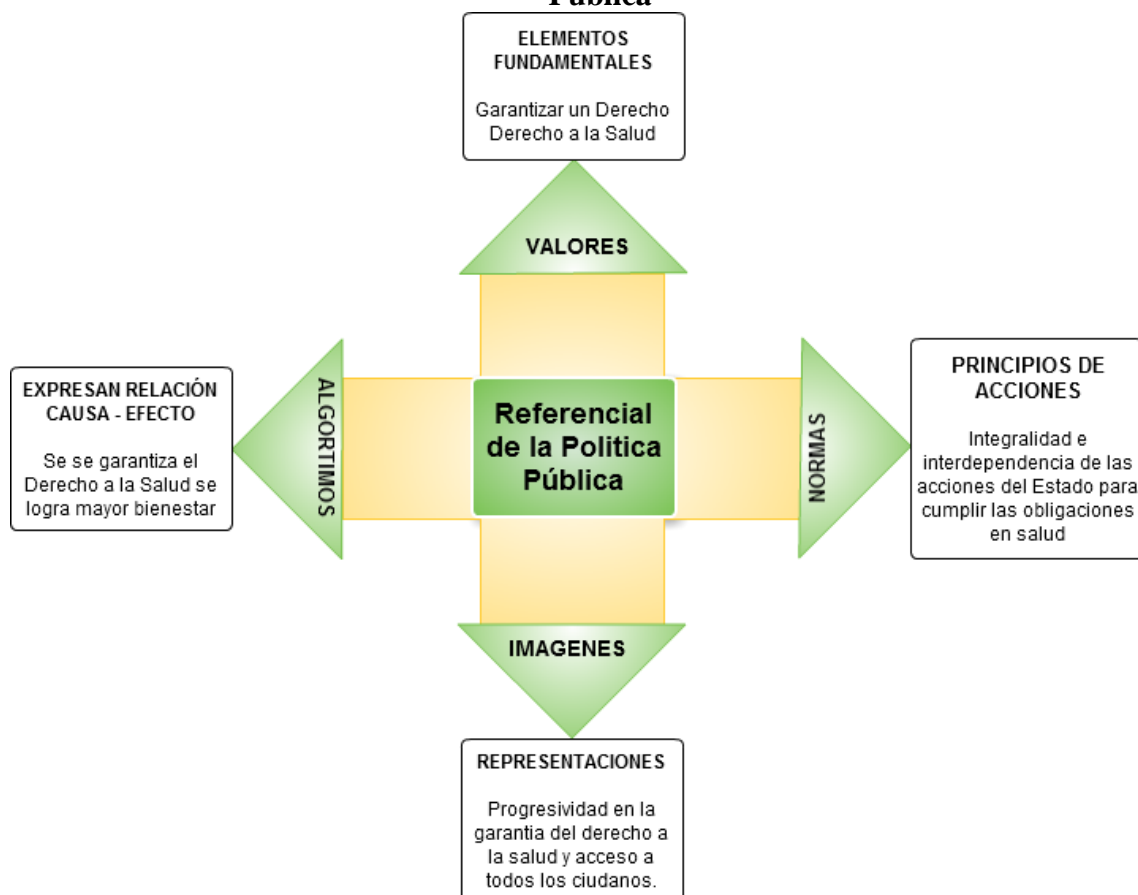 Pública
ELEMENTOS
FUNDAMENTALES
Garantizar un Derecho
Derecho a la Salud
VALORES
EXPRESAN RELACIÓN
CAUSA - EFECTO
Se se garantiza el
Derecho a la Salud se
logra mayor bienestar
ALGORTIMOS
Referencial
de la Politica
Pública
NORMAS
PRINCIPIOS DE
ACCIONES
Integralidad e
interdependencia de las
acciones del Estado para
cumplir las obligaciones
en salud
IMAGENES
REPRESENTACIONES
Progresividad en la
garantia del derecho a
la salud y acceso a
todos los ciudanos.